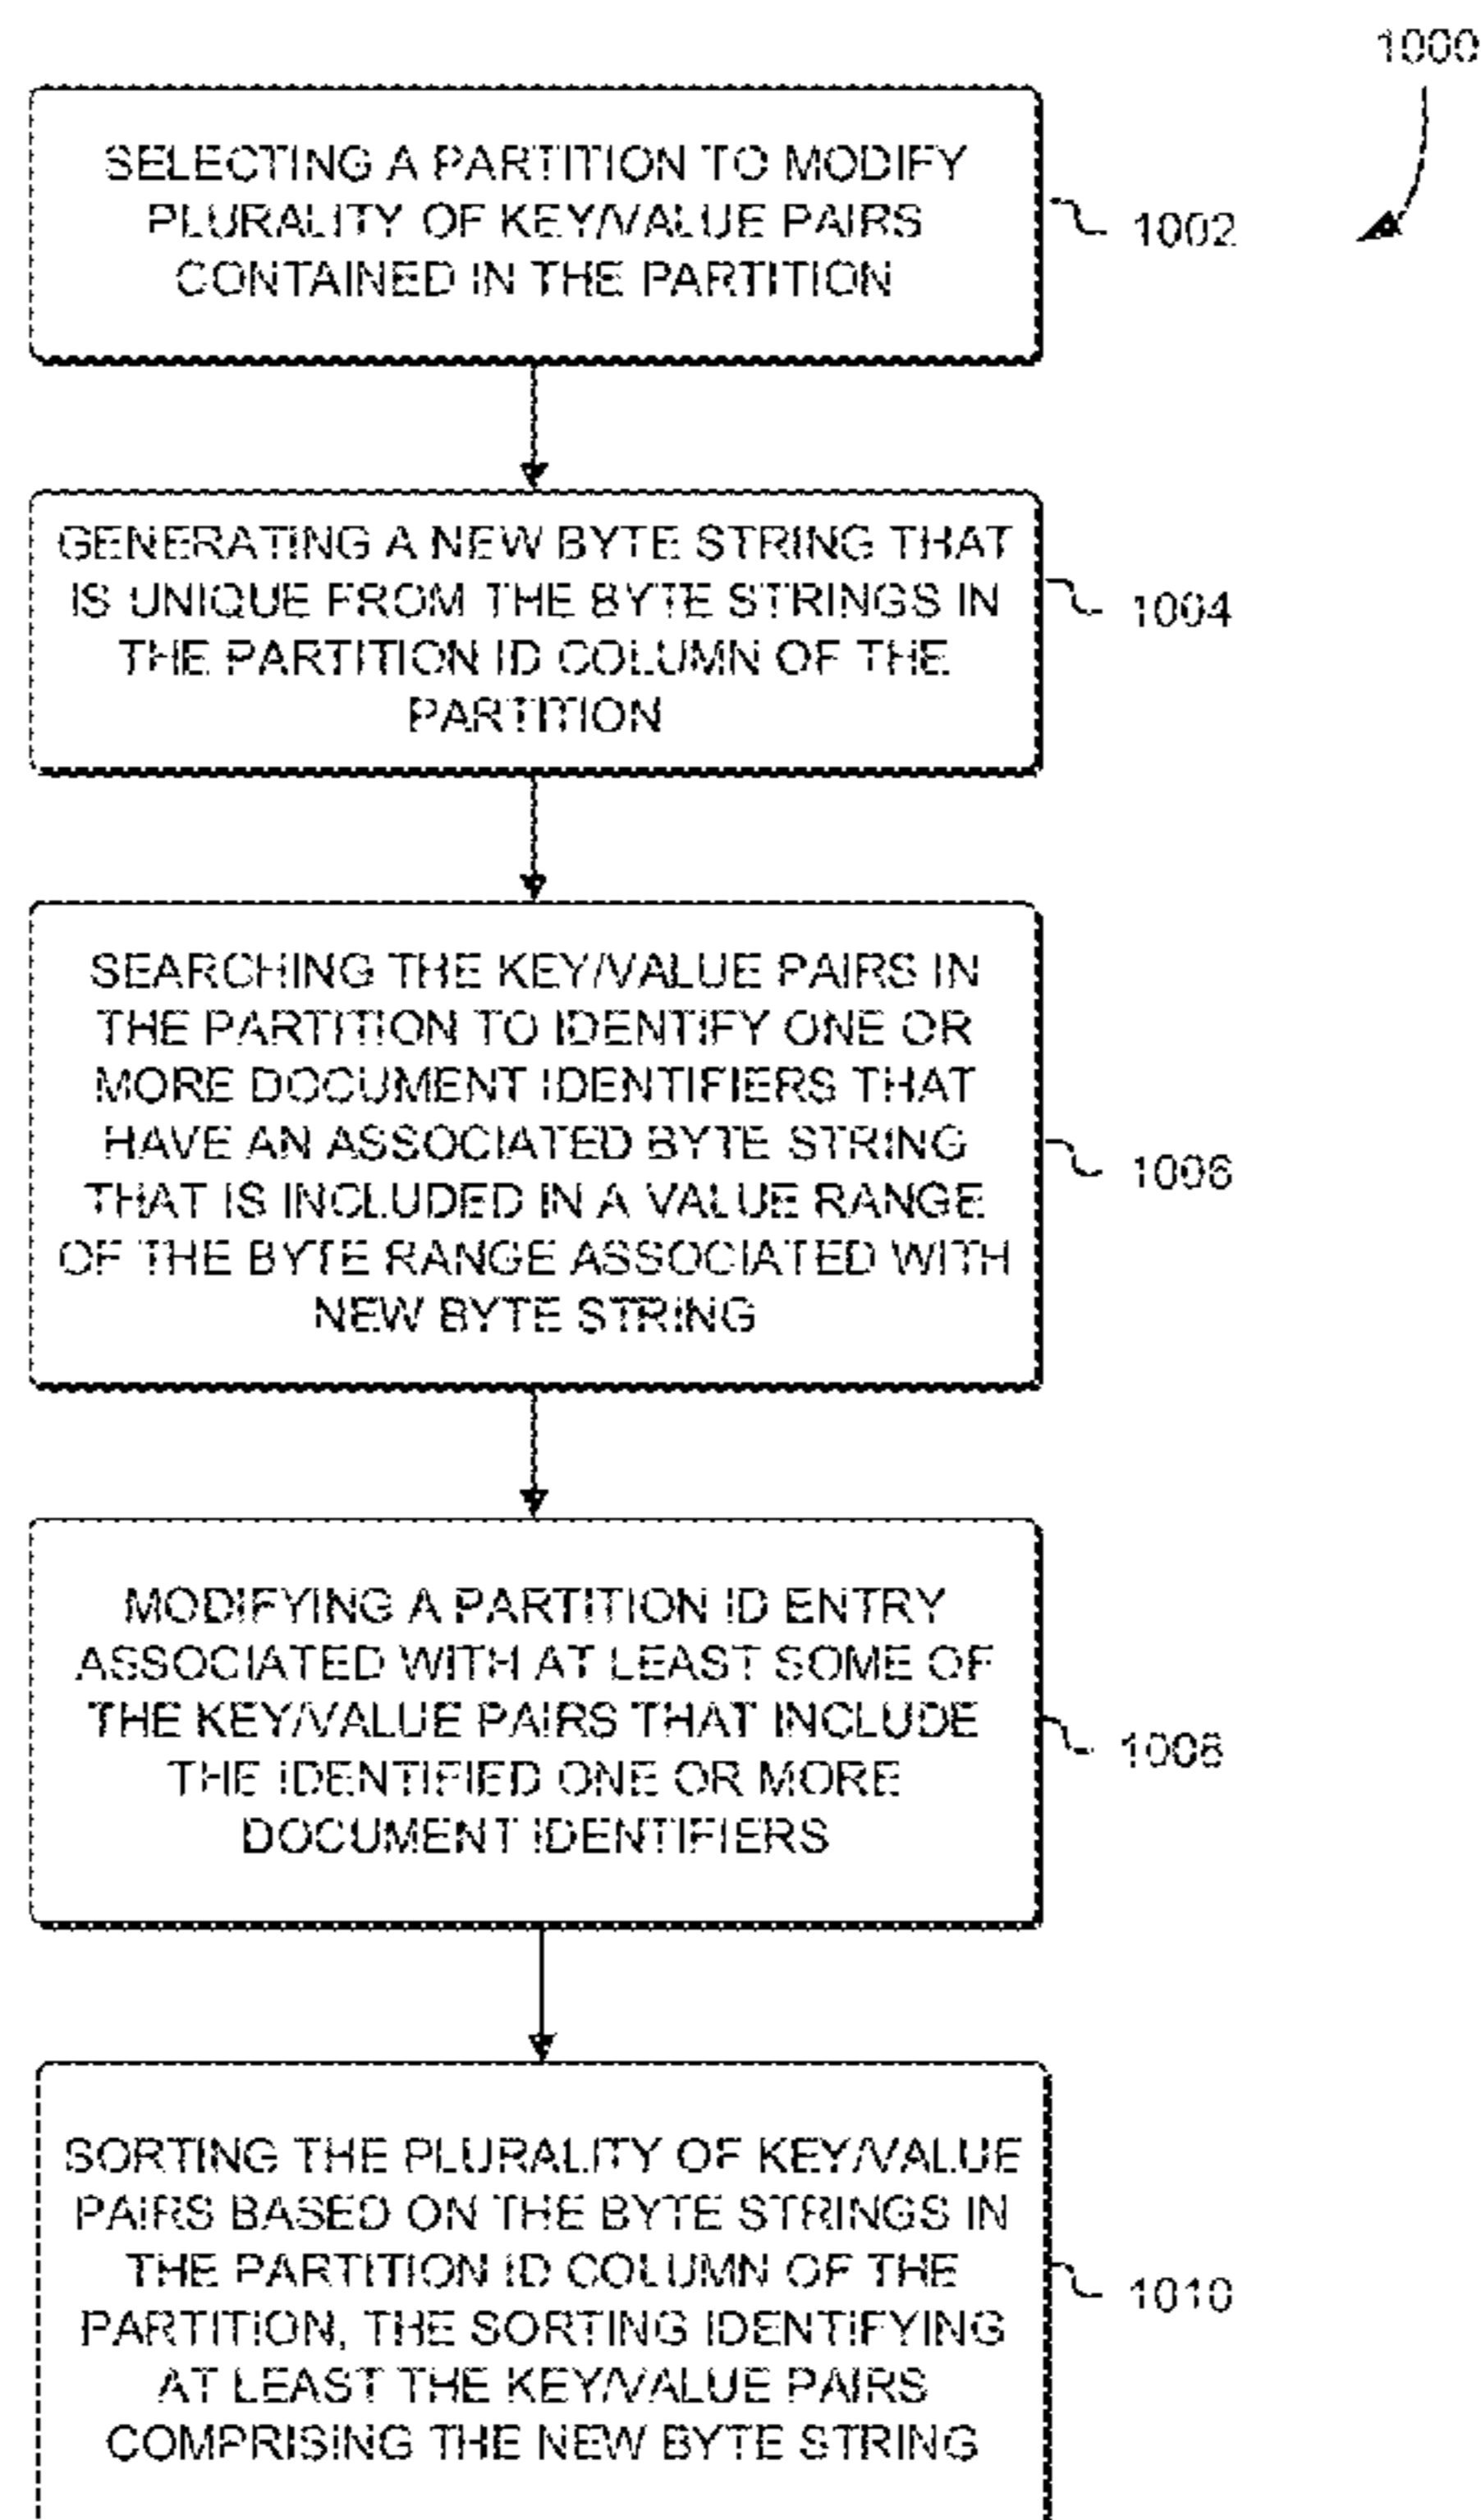 1000
SELECTING A PARTITION TO MODIFY
PLURALITY OF KEY/VALUE PAIRS
CONTAINED IN THE PARTITION
1002
GENERATING A NEW BYTE STRING THAT
IS UNIQUE FROM THE BYTE STRINGS IN
THE PARTITION ID COLUMN OF THE
PARTITION
1004
SEARCHING THE KEY/VALUE PAIRS IN
THE PARTITION TO IDENTIFY ONE OR
MORE DOCUMENT IDENTIFIERS THAT
HAVE AN ASSOCIATED BYTE STRING
THAT IS INCLUDED IN A VALUE RANGE
OF THE BYTE RANGE ASSOCIATED WITH
NEW BYTE STRING
1006
MODIFYING A PARTITION ID ENTRY
ASSOCIATED WITH AT LEAST SOME OF
THE KEY/VALUE PAIRS THAT INCLUDE
THE IDENTIFIED ONE OR MORE
DOCUMENT IDENTIFIERS
1008
SORTING THE PLURALITY OF KEY/VALUE
PAIRS BASED ON THE BYTE STRINGS IN
THE PARTITION ID COLUMN OF THE
PARTITION, THE SORTING IDENTIFYING
AT LEAST THE KEY/VALUE PAIRS
COMPRISING THE NEW BYTE STRING
1010